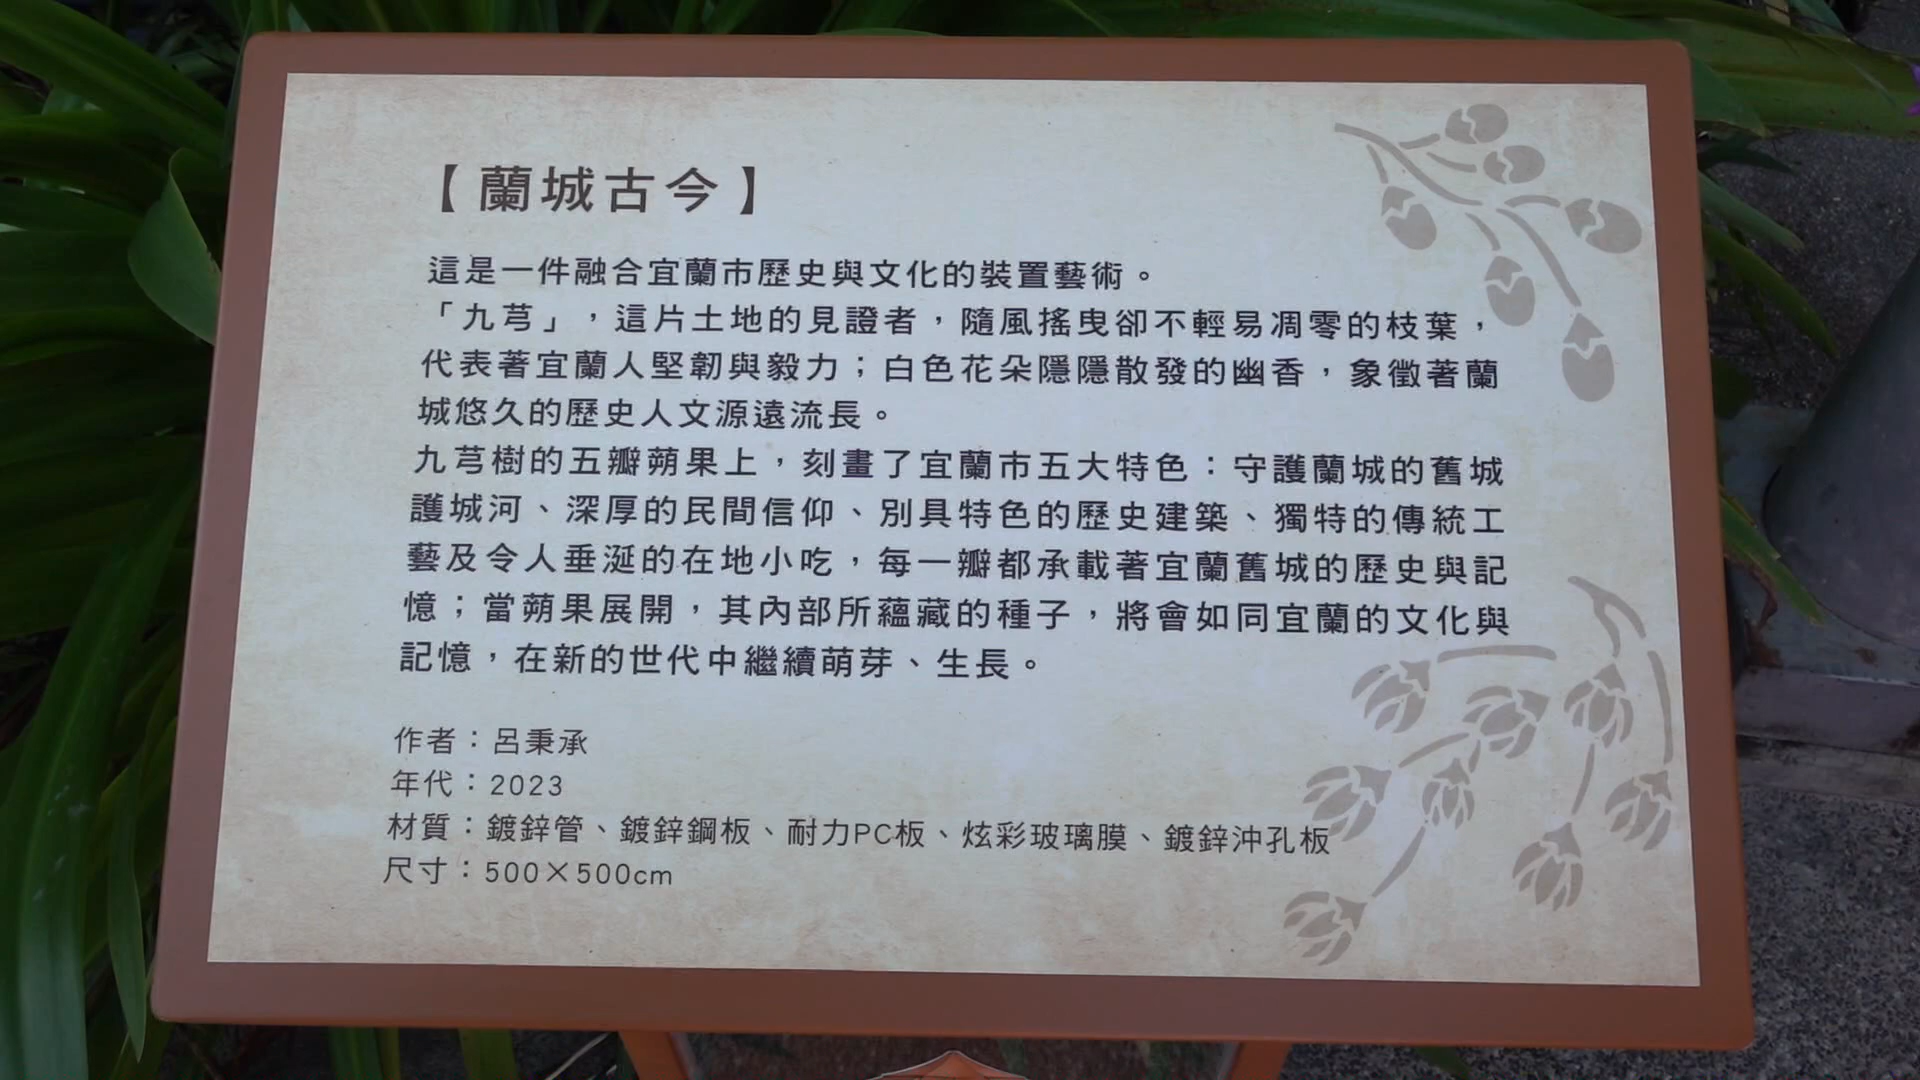 【蘭城古今】
這是一件融合宜蘭市歷史與文化的裝置藝術。
「九芎」，這片土地的見證者，隨風搖曳卻不輕易凋零的枝葉，
代表著宜蘭人堅韌與毅力；白色花朵隱隱散發的幽香，象徵著蘭
城悠久的歷史人文源遠流長。
九芎樹的五瓣蒴果上，刻畫了宜蘭市五大特色：守護蘭城的舊城
護城河、深厚的民間信仰、別具特色的歷史建築、獨特的傳統工
藝及令人垂涎的在地小吃，每一瓣都承載著宜蘭舊城的歷史與記
憶；當蒴果展開，其內部所蘊藏的種子，將會如同宜蘭的文化與
記憶，在新的世代中繼續萌芽、生長。
作者：呂秉承
年代：2023
材質：鍍鋅管、鍍鋅鋼板、耐力PC板、炫彩玻璃膜、鍍鋅沖孔板
尺寸：500×500cm